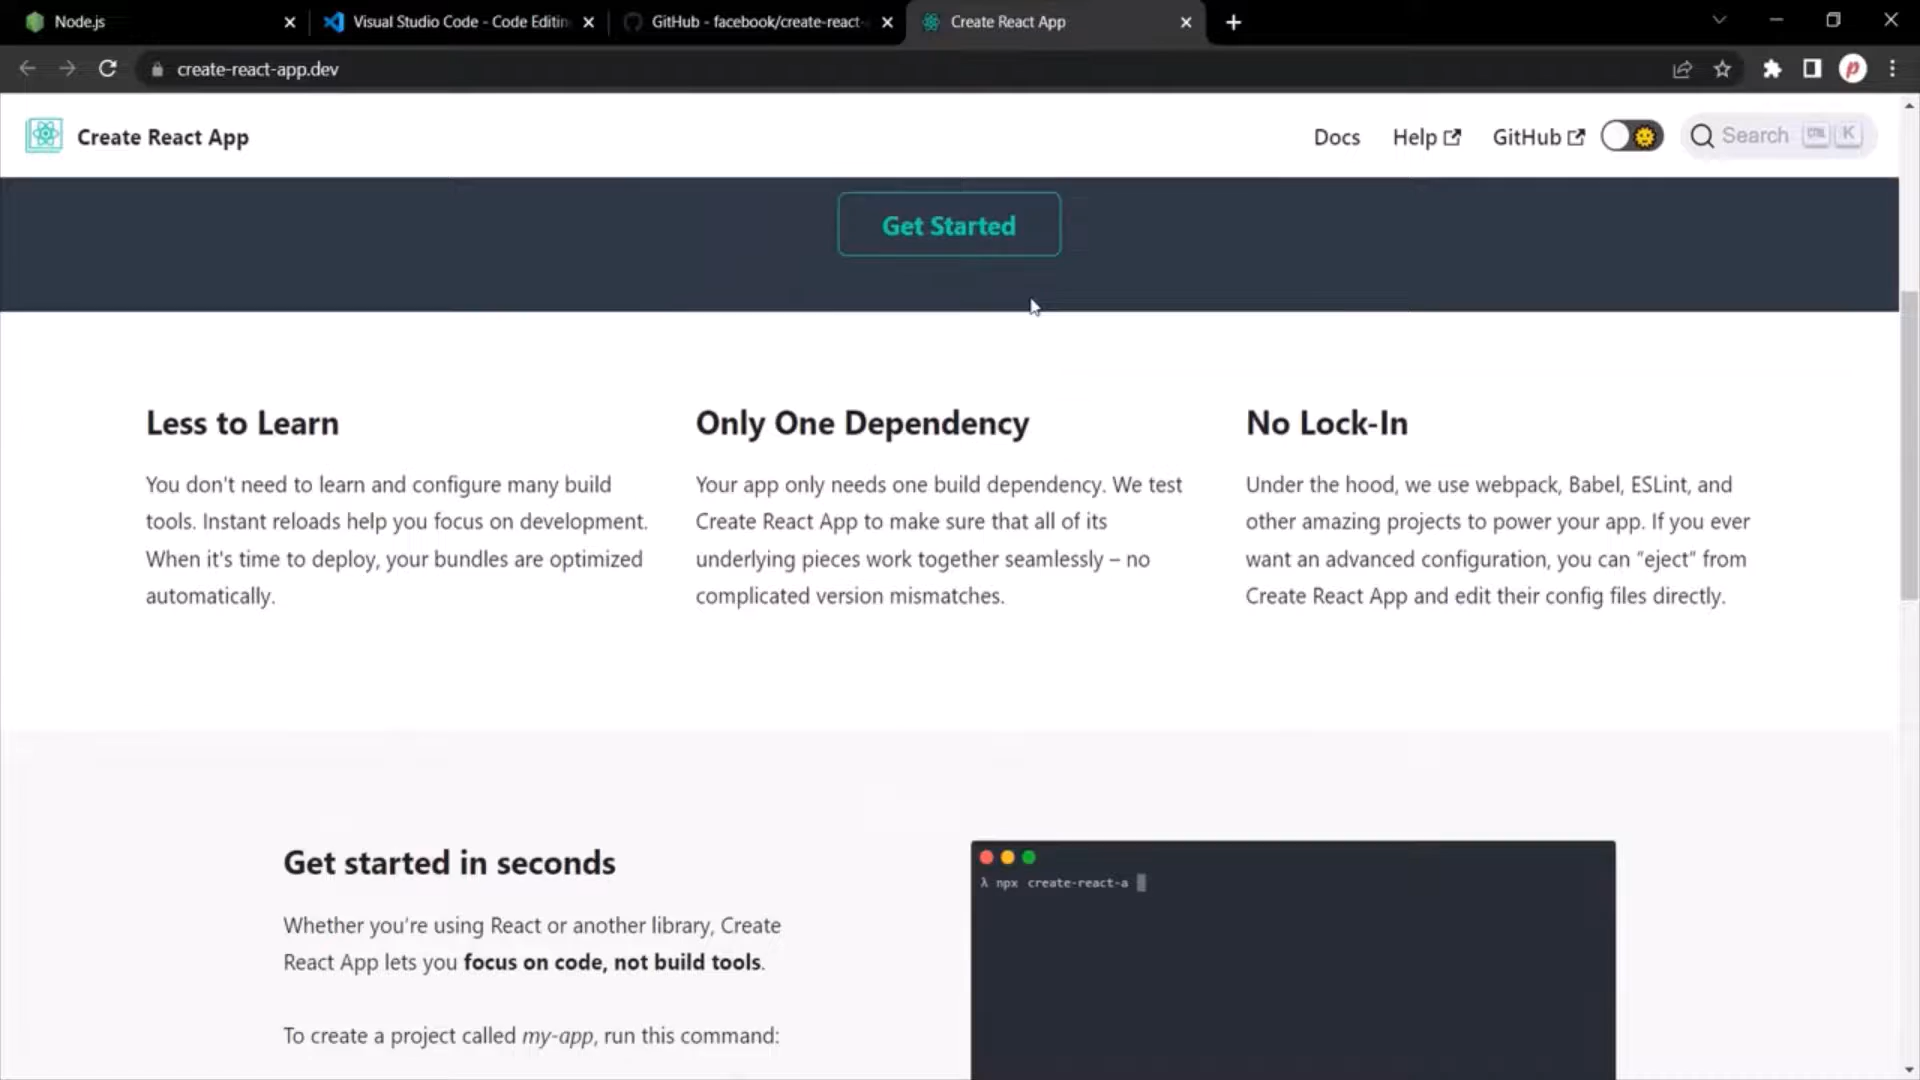 Node.js
Visual Studio Code - Code Editin
GitHub - facebook/create-react-
Create React App
create-react-app.dev
Create React App
Docs
Help
GitHub
Search
CTRL
K
Get Started
Less to Learn
You don't need to learn and configure many build
tools. Instant reloads help you focus on development.
When it's time to deploy, your bundles are optimized
automatically.
Only One Dependency
Your app only needs one build dependency. We test
Create React App to make sure that all of its
underlying pieces work together seamlessly – no
complicated version mismatches.
No Lock-In
Under the hood, we use webpack, Babel, ESLint, and
other amazing projects to power your app. If you ever
want an advanced configuration, you can "eject" from
Create React App and edit their config files directly.
Get started in seconds
Whether you're using React or another library, Create
React App lets you focus on code, not build tools.
To create a project called my-app, run this command:
λ npx create-react-a